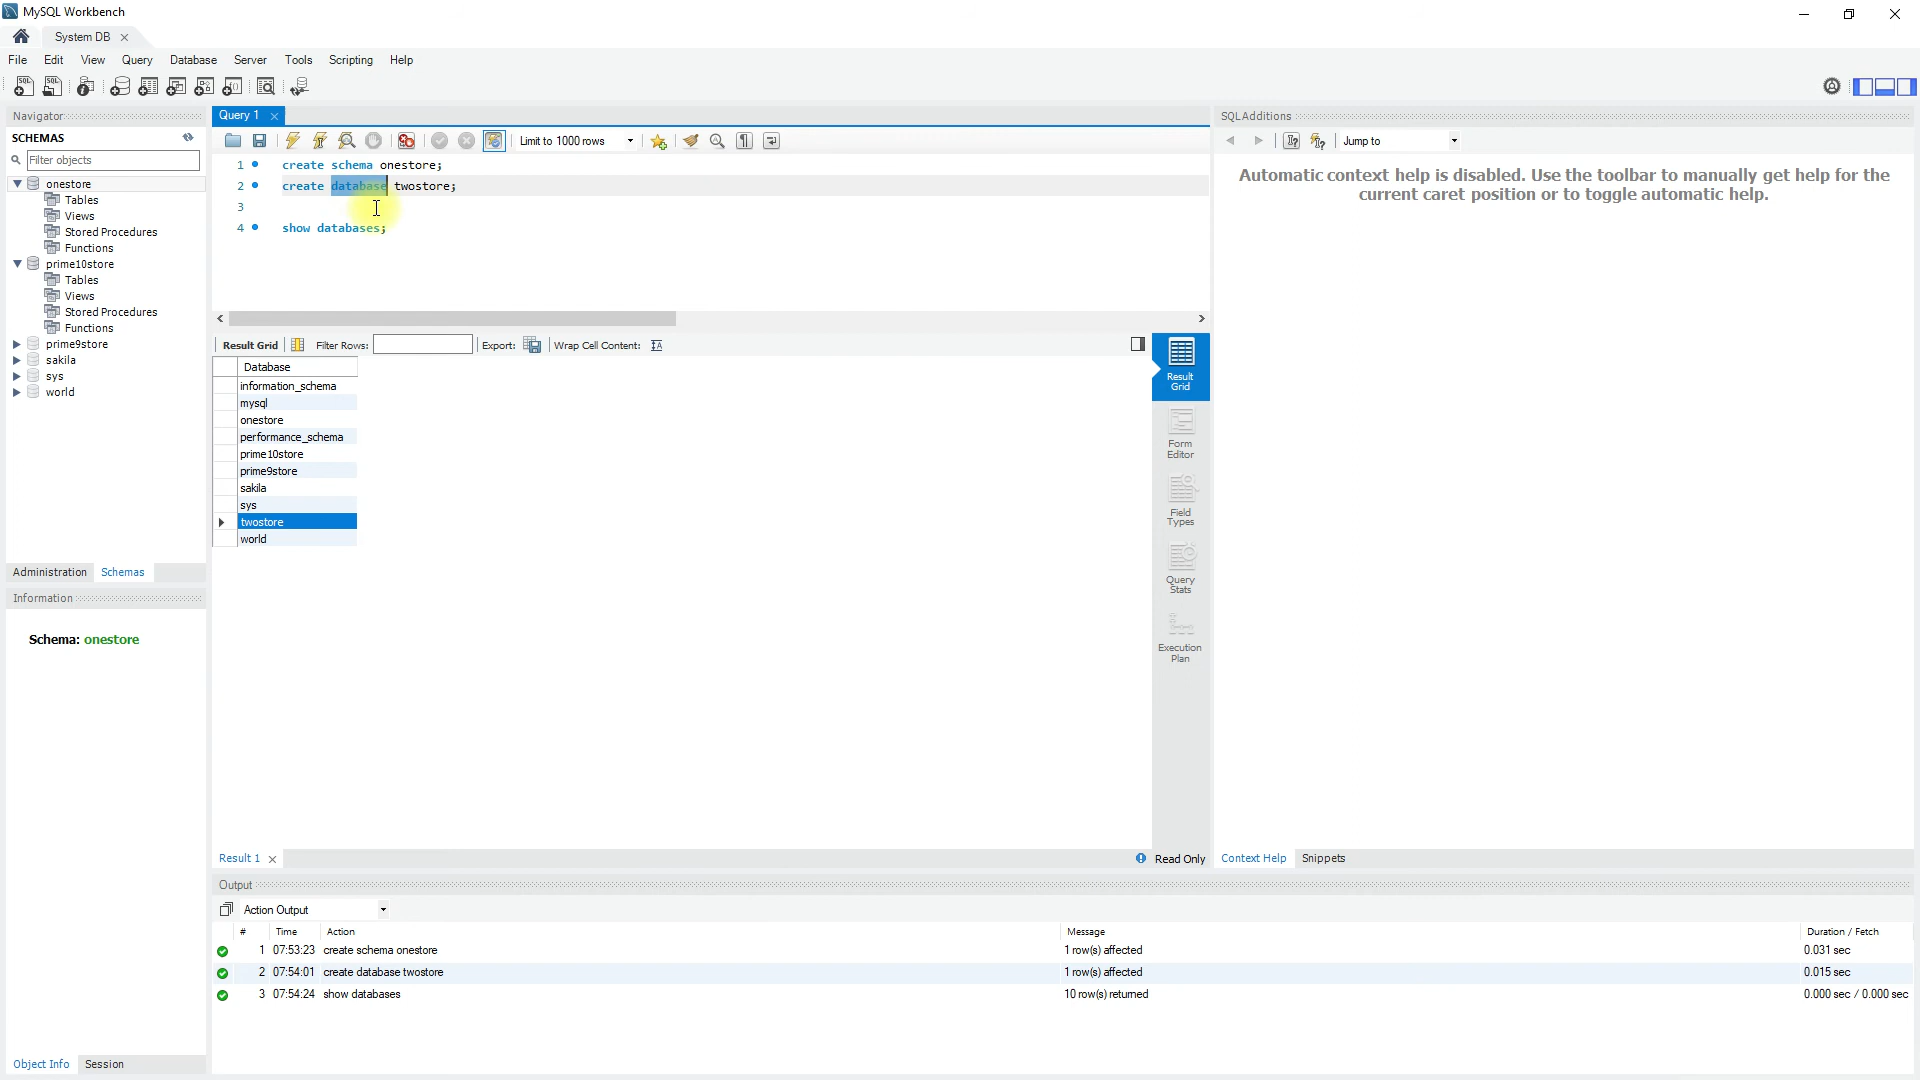 MySQL Workbench
System DB
File Edit View Query Database Server Tools Scripting Help
Navigator
SCHEMAS
Filter objects
onestore
Tables
Views
Stored Procedures
Functions
prime10store
Tables
Views
Stored Procedures
Functions
prime9store
sakila
sys
world
Administration Schemas
Information
Schema: onestore
Object Info Session
Query 1
Limit to 1000 rows
1 create schema onestore;
2 create database twostore;
3
4 show databases;
Result Grid Filter Rows: Export: Wrap Cell Content:
Database
information_schema
mysql
onestore
performance_schema
prime10store
prime9store
sakila
sys
twostore
world
Result
Grid
Form
Editor
Field
Types
Query
Stats
Execution
Plan
Result 1 Read Only
SQLAdditions
Jump to
Automatic context help is disabled. Use the toolbar to manually get help for the
current caret position or to toggle automatic help.
Context Help Snippets
Output
Action Output
# Time Action Message Duration / Fetch
1 07:53:23 create schema onestore 1 row(s) affected 0.031 sec
2 07:54:01 create database twostore 1 row(s) affected 0.015 sec
3 07:54:24 show databases 10 row(s) returned 0.000 sec / 0.000 sec